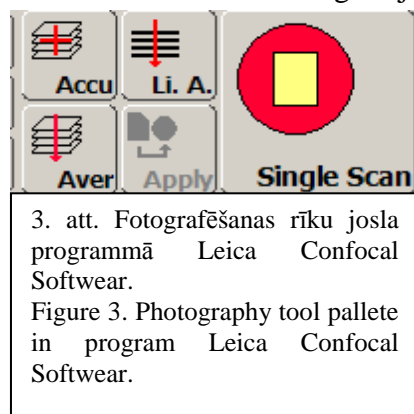 Accu Li. A.
Aver Apply Single Scan
3. att. Fotografēšanas rīku josla
programmā Leica Confocal
Softwear.
Figure 3. Photography tool pallete
in program Leica Confocal
Softwear.